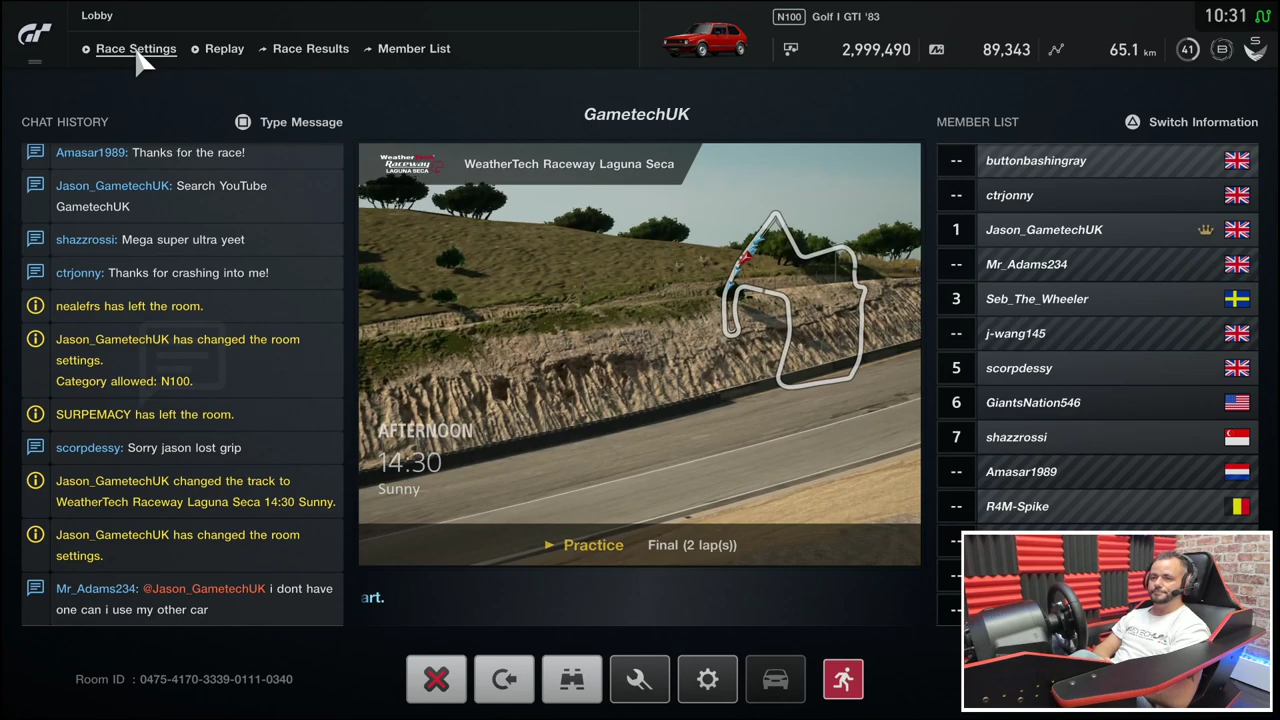 Lobby
Race Settings
Replay
Race Results
Member List
N100
Golf I GTI '83
2,999,490
89,343
65.1 km
41
B
S
10:31
CHAT HISTORY
Type Message
Amasar1989: Thanks for the race!
Jason_GametechUK: Search YouTube
GametechUK
shazzrossi: Mega super ultra yeet
ctrjonny: Thanks for crashing into me!
nealefrs has left the room.
Jason_GametechUK has changed the room
settings.
Category allowed: N100.
SURPEMACY has left the room.
scorpdessy: Sorry jason lost grip
Jason_GametechUK changed the track to
WeatherTech Raceway Laguna Seca 14:30 Sunny.
Jason_GametechUK has changed the room
settings.
Mr_Adams234: @Jason_GametechUK i dont have
one can i use my other car
GametechUK
WeatherTech
Raceway
LAGUNA SECA
WeatherTech Raceway Laguna Seca
AFTERNOON
14:30
Sunny
Practice
Final (2 lap(s))
art.
MEMBER LIST
Switch Information
-- buttonbashingray
-- ctrjonny
1 Jason_GametechUK
-- Mr_Adams234
3 Seb_The_Wheeler
-- j-wang145
5 scorpdessy
6 GiantsNation546
7 shazzrossi
-- Amasar1989
-- R4M-Spike
--
--
--
Room ID : 0475-4170-3339-0111-0340